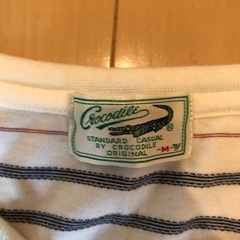 Crocodile
®
STANDARD CASUAL
BY CROCODILE
ORIGINAL
-M-